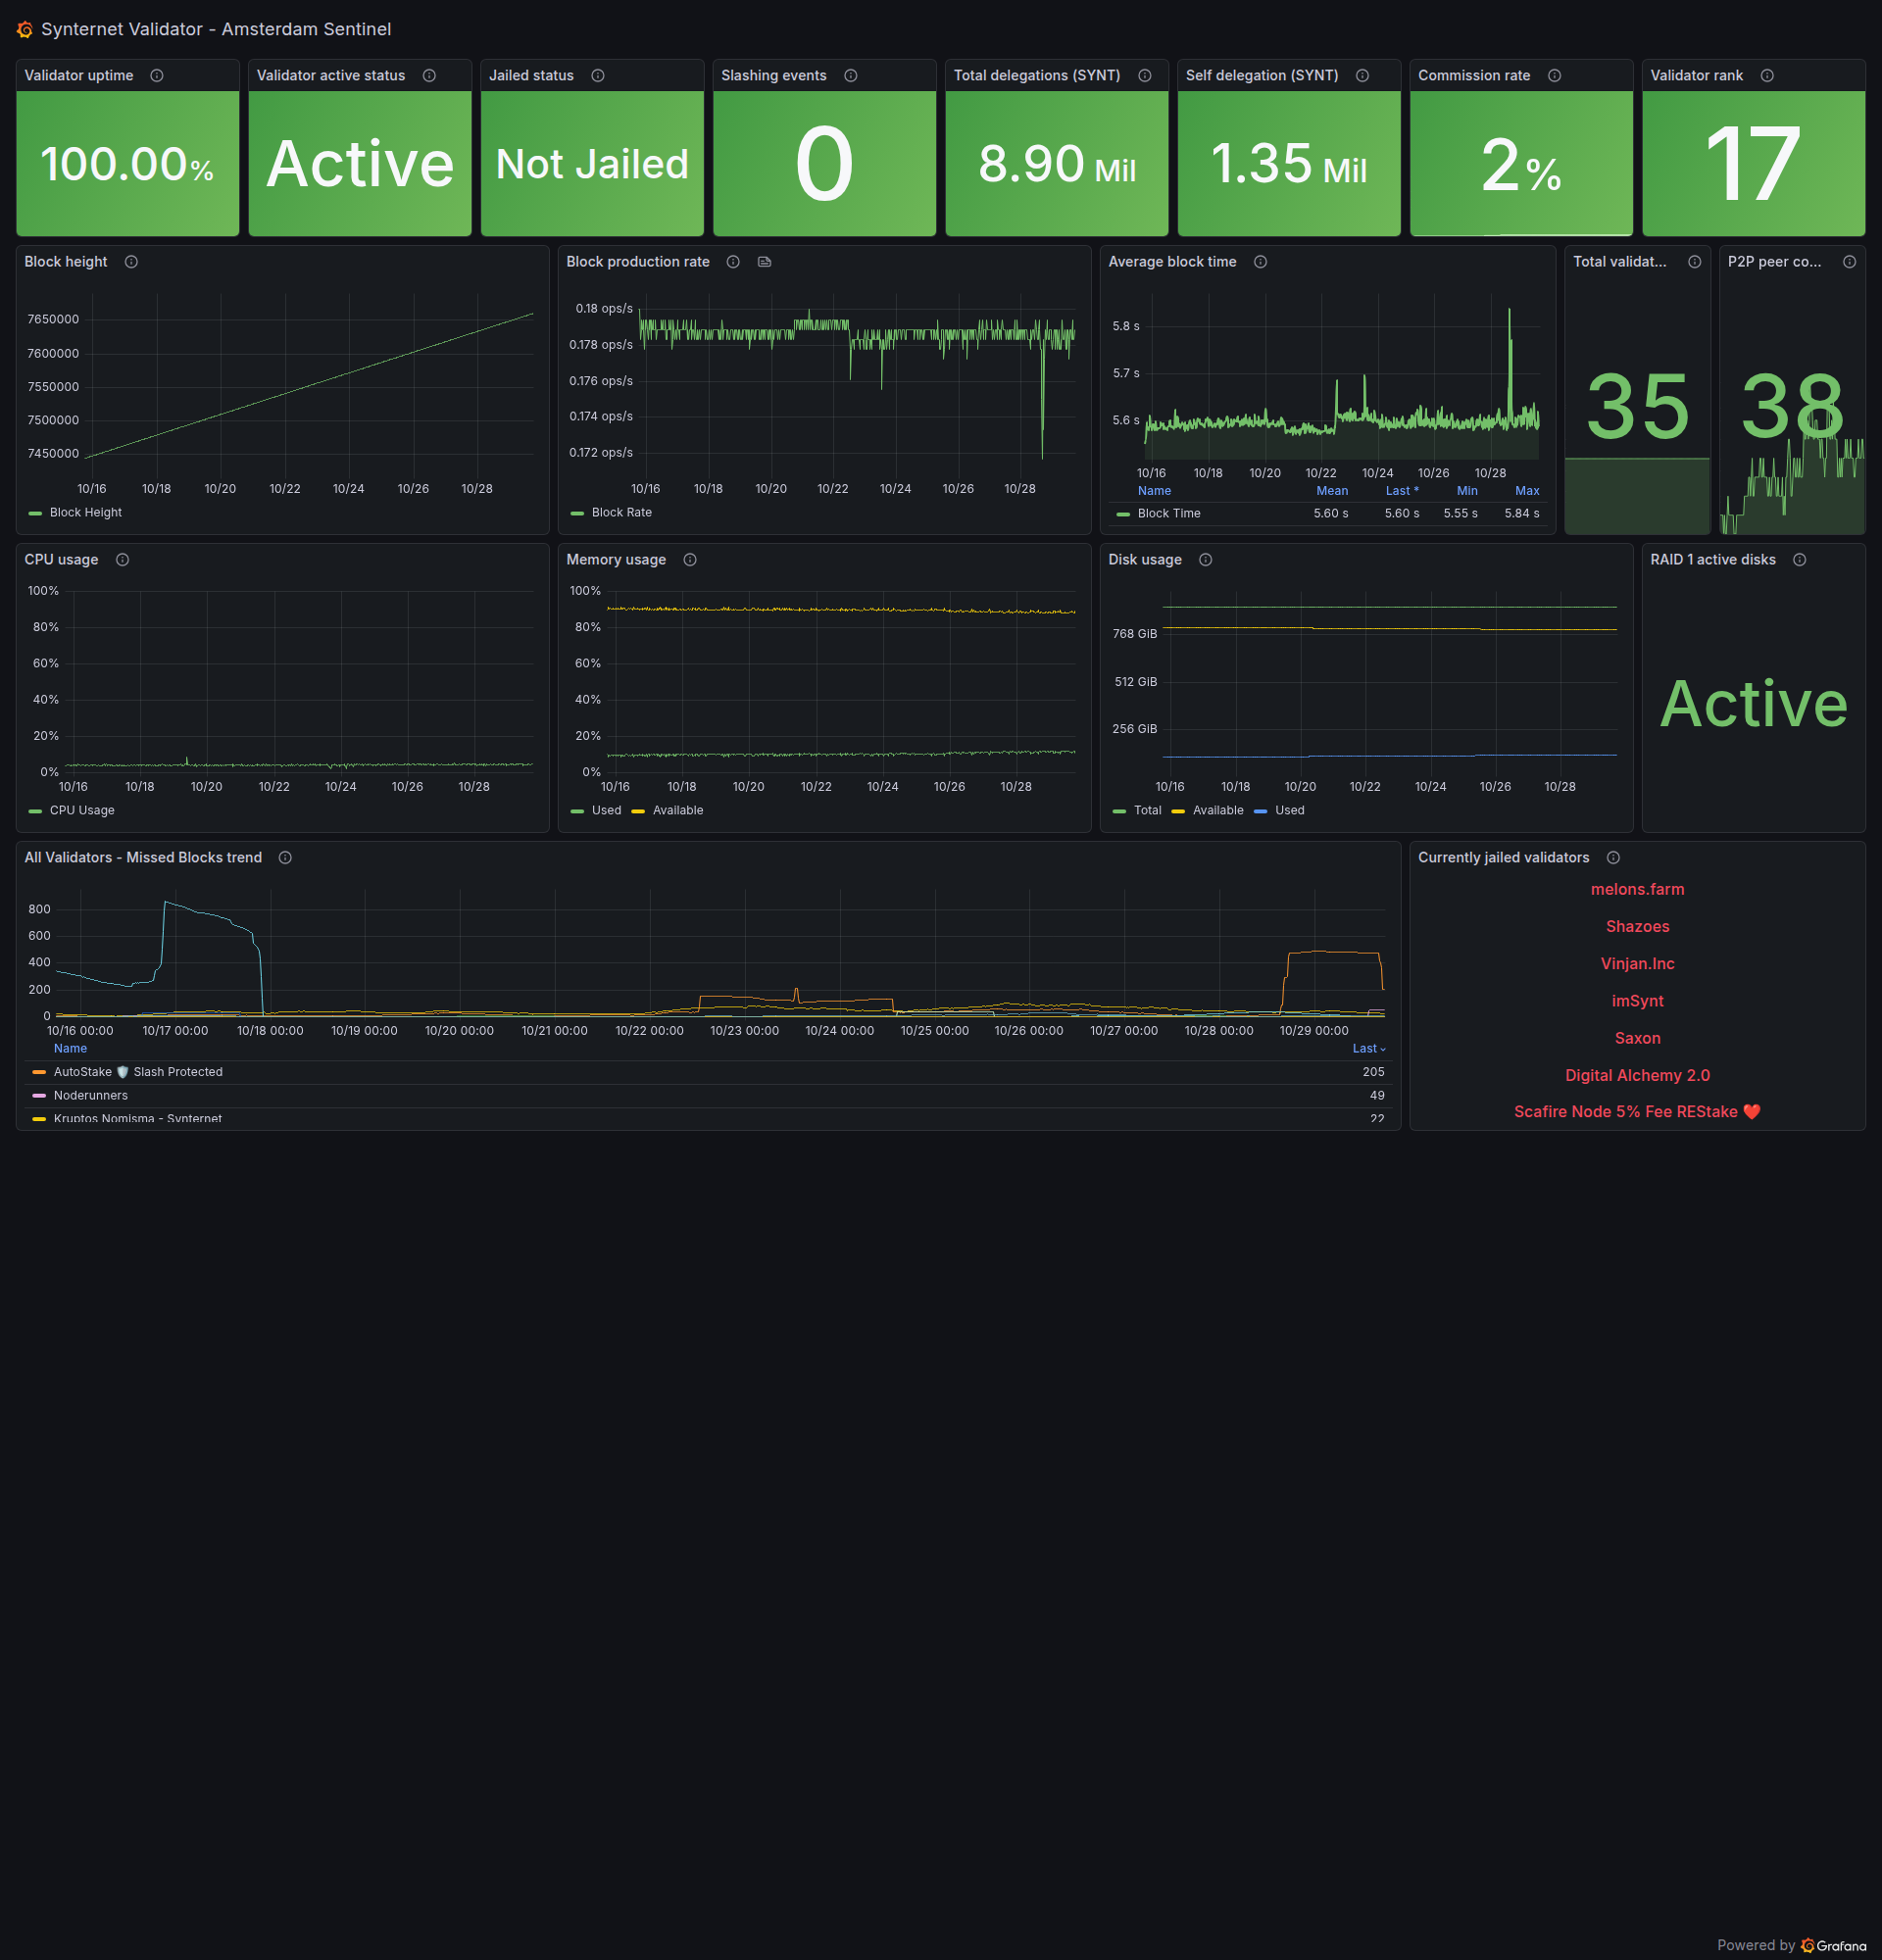 Synternet Validator - Amsterdam Sentinel
Validator uptime
100.00%
Validator active status
Active
Jailed status
Not Jailed
Slashing events
0
Total delegations (SYNT)
8.90 Mil
Self delegation (SYNT)
1.35 Mil
Commission rate
2%
Validator rank
17
Block height
7650000
7600000
7550000
7500000
7450000
10/16 10/18 10/20 10/22 10/24 10/26 10/28
Block Height
Block production rate
0.18 ops/s
0.178 ops/s
0.176 ops/s
0.174 ops/s
0.172 ops/s
10/16 10/18 10/20 10/22 10/24 10/26 10/28
Block Rate
Average block time
5.8 s
5.7 s
5.6 s
10/16 10/18 10/20 10/22 10/24 10/26 10/28
Name Mean Last * Min Max
Block TIme 5.60 s 5.60 s 5.55 s 5.84 s
Total validat...
35
P2P peer co...
38
CPU usage
100%
80%
60%
40%
20%
0%
10/16 10/18 10/20 10/22 10/24 10/26 10/28
CPU Usage
Memory usage
100%
80%
60%
40%
20%
0%
10/16 10/18 10/20 10/22 10/24 10/26 10/28
Used Available
Disk usage
768 GiB
512 GiB
256 GiB
10/16 10/18 10/20 10/22 10/24 10/26 10/28
Total Available Used
RAID 1 active disks
Active
All Validators - Missed Blocks trend
800
600
400
200
0
10/16 00:00 10/17 00:00 10/18 00:00 10/19 00:00 10/20 00:00 10/21 00:00 10/22 00:00 10/23 00:00 10/24 00:00 10/25 00:00 10/26 00:00 10/27 00:00 10/28 00:00 10/29 00:00
Name Last
AutoStake 🛡️ Slash Protected 205
Noderunners 49
Kruptos Nomisma - Synternet 22
Currently jailed validators
melons.farm
Shazoes
Vinjan.Inc
imSynt
Saxon
Digital Alchemy 2.0
Scafire Node 5% Fee REStake ❤️
Powered by Grafana